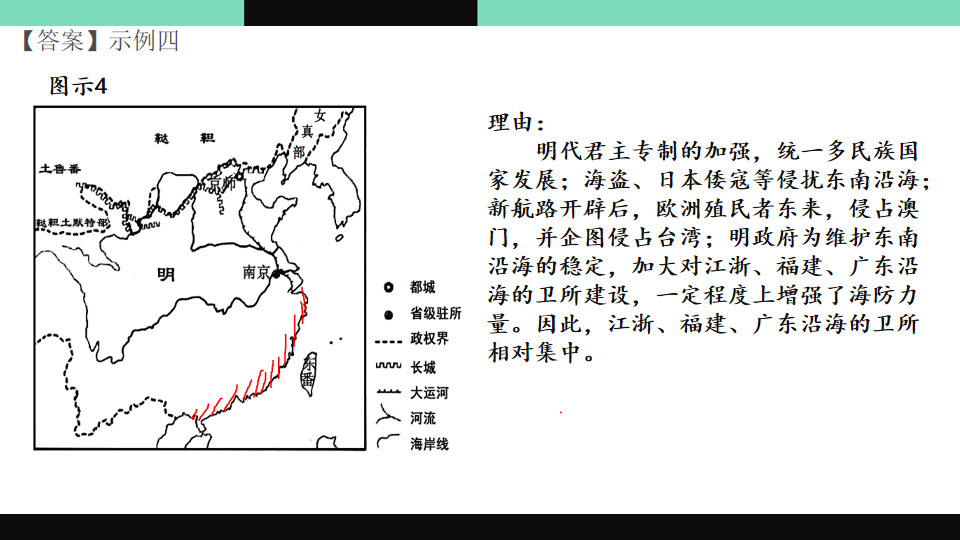 【答案】示例四
图示4
女
真
部
鞑 靼
土鲁番
京师
鞑靼土默特部
明
南京
东
番
都城
省级驻所
政权界
长城
大运河
河流
海岸线
理由：
明代君主专制的加强，统一多民族国
家发展；海盗、日本倭寇等侵扰东南沿海；
新航路开辟后，欧洲殖民者东来，侵占澳
门，并企图侵占台湾；明政府为维护东南
沿海的稳定，加大对江浙、福建、广东沿
海的卫所建设，一定程度上增强了海防力
量。因此，江浙、福建、广东沿海的卫所
相对集中。